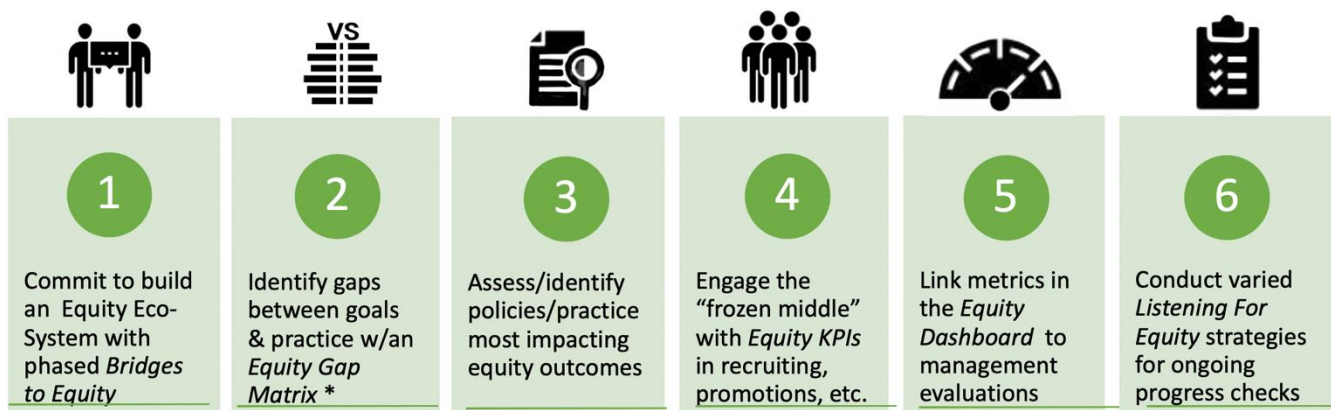 VS
1
Commit to build
an Equity Eco-
System with
phased Bridges
to Equity
2
Identify gaps
between goals
& practice w/an
Equity Gap
Matrix *
3
Assess/identify
policies/practice
most impacting
equity outcomes
4
Engage the
“frozen middle”
with Equity KPIs
in recruiting,
promotions, etc.
5
Link metrics in
the Equity
Dashboard to
management
evaluations
6
Conduct varied
Listening For
Equity strategies
for ongoing
progress checks